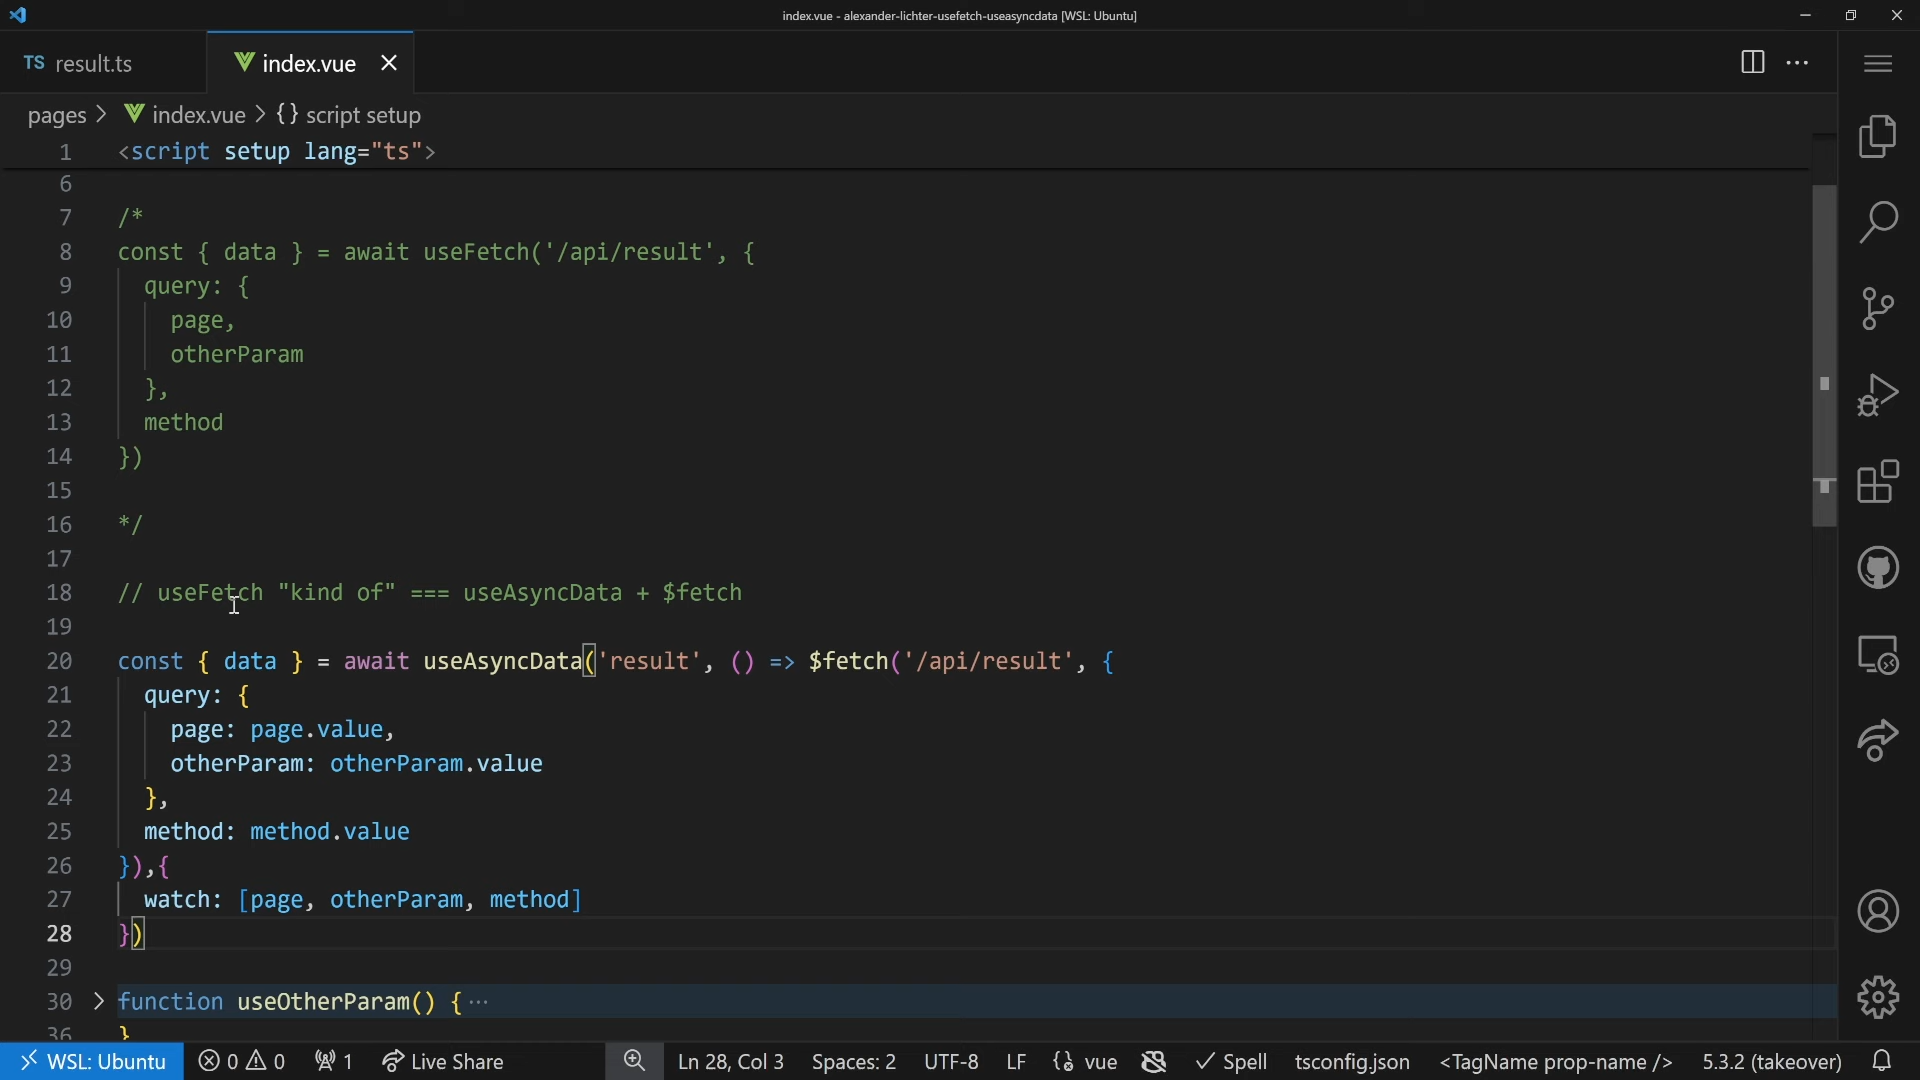 index.vue - alexander-lichter-usefetch-useasyncdata [WSL: Ubuntu]
TS result.ts
index.vue
pages > index.vue > {} script setup
1 <script setup lang="ts">
6
7 /*
8 const { data } = await useFetch('/api/result', {
9 query: {
10 page,
11 otherParam
12 },
13 method
14 })
15
16 */
17
18 // useFetch "kind of" === useAsyncData + $fetch
19
20 const { data } = await useAsyncData('result', () => $fetch('/api/result', {
21 query: {
22 page: page.value,
23 otherParam: otherParam.value
24 },
25 method: method.value
26 }),{
27 watch: [page, otherParam, method]
28 })
29
30 function useOtherParam() { ···
36 }
WSL: Ubuntu 0 0 1 Live Share Ln 28, Col 3 Spaces: 2 UTF-8 LF {} vue Spell tsconfig.json <TagName prop-name /> 5.3.2 (takeover)